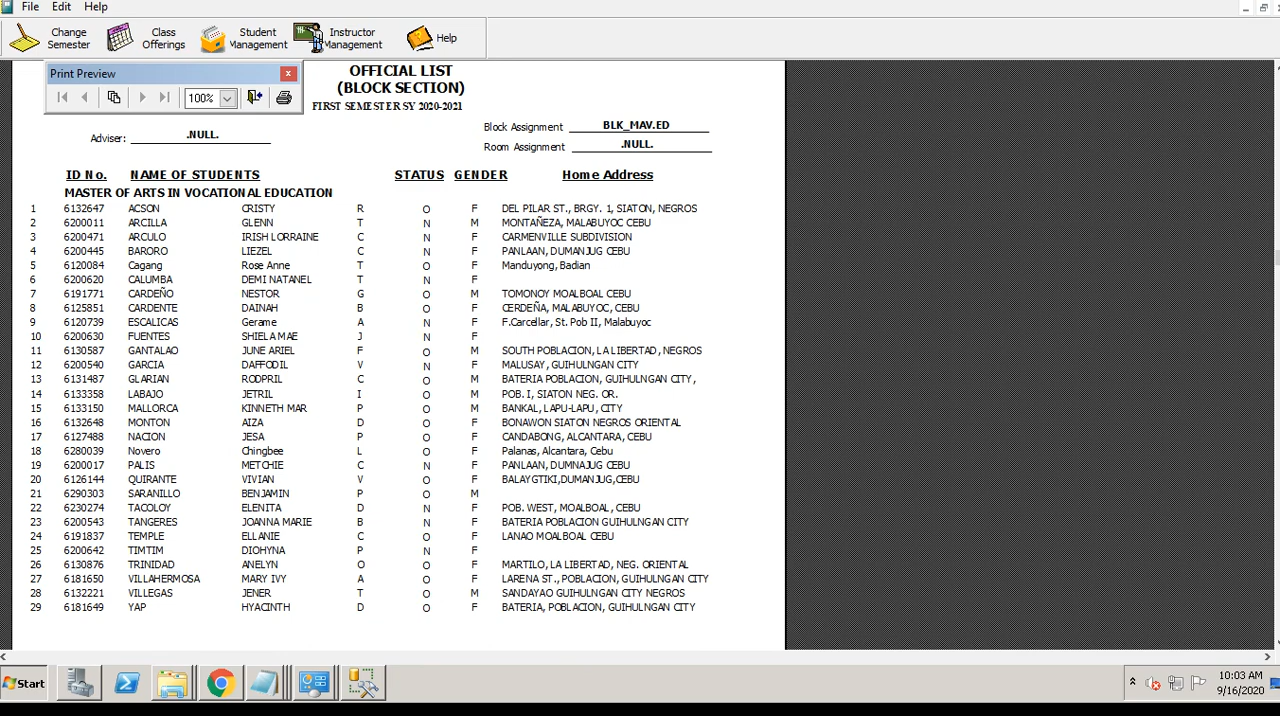 File Edit Help
Change Semester Class Offerings Student Management Instructor Management Help
Print Preview
100%
OFFICIAL LIST
(BLOCK SECTION)
FIRST SEMESTER SY 2020-2021
Adviser: .NULL.
Block Assignment BLK_MAV.ED
Room Assignment .NULL.
ID No. NAME OF STUDENTS STATUS GENDER Home Address
MASTER OF ARTS IN VOCATIONAL EDUCATION
1 6132647 ACSON CRISTY R O F DEL PILAR ST., BRGY. 1, SIATON, NEGROS
2 6200011 ARCILLA GLENN T N M MONTAÑEZA, MALABUYOC CEBU
3 6200471 ARCULO IRISH LORRAINE C N F CARMENVILLE SUBDIVISION
4 6200445 BARORO LIEZEL C N F PANLAAN, DUMANJUG CEBU
5 6120084 Cagang Rose Anne T O F Manduyong, Badian
6 6200620 CALUMBA DEMI NATANEL T N F
7 6191771 CARDEÑO NESTOR G O M TOMONOY MOALBOAL CEBU
8 6125851 CARDENTE DAINAH B O F CERDEÑA, MALABUYOC, CEBU
9 6120739 ESCALICAS Gerame A N F F.Carcellar, St. Pob II, Malabuyoc
10 6200630 FUENTES SHIELA MAE J N F
11 6130587 GANTALAO JUNE ARIEL F O M SOUTH POBLACION, LA LIBERTAD, NEGROS
12 6200540 GARCIA DAFFODIL V N F MALUSAY, GUIHULNGAN CITY
13 6131487 GLARIAN RODPRIL C O M BATERIA POBLACION, GUIHULNGAN CITY,
14 6133358 LABAJO JETRIL I O M POB. I, SIATON NEG. OR.
15 6133150 MALLORCA KINNETH MAR P O M BANKAL, LAPU-LAPU, CITY
16 6132648 MONTON AIZA D O F BONAWON SIATON NEGROS ORIENTAL
17 6127488 NACION JESA P O F CANDABONG, ALCANTARA, CEBU
18 6280039 Novero Chingbee L O F Palanas, Alcantara, Cebu
19 6200017 PALIS METCHIE C N F PANLAAN, DUMNAJUG CEBU
20 6126144 QUIRANTE VIVIAN V O F BALAYGTIKI,DUMANJUG,CEBU
21 6290303 SARANILLO BENJAMIN P O M
22 6230274 TACOLOY ELENITA D N F POB. WEST, MOALBOAL, CEBU
23 6200543 TANGERES JOANNA MARIE B N F BATERIA POBLACION GUIHULNGAN CITY
24 6191837 TEMPLE ELLANIE C O F LANAO MOALBOAL CEBU
25 6200642 TIMTIM DIOHYNA P N F
26 6130876 TRINIDAD ANELYN O O F MARTILO, LA LIBERTAD, NEG. ORIENTAL
27 6181650 VILLAHERMOSA MARY IVY A O F LARENA ST., POBLACION, GUIHULNGAN CITY
28 6132221 VILLEGAS JENER T O M SANDAYAO GUIHULNGAN CITY NEGROS
29 6181649 YAP HYACINTH D O F BATERIA, POBLACION, GUIHULNGAN CITY
Start
10:03 AM
9/16/2020